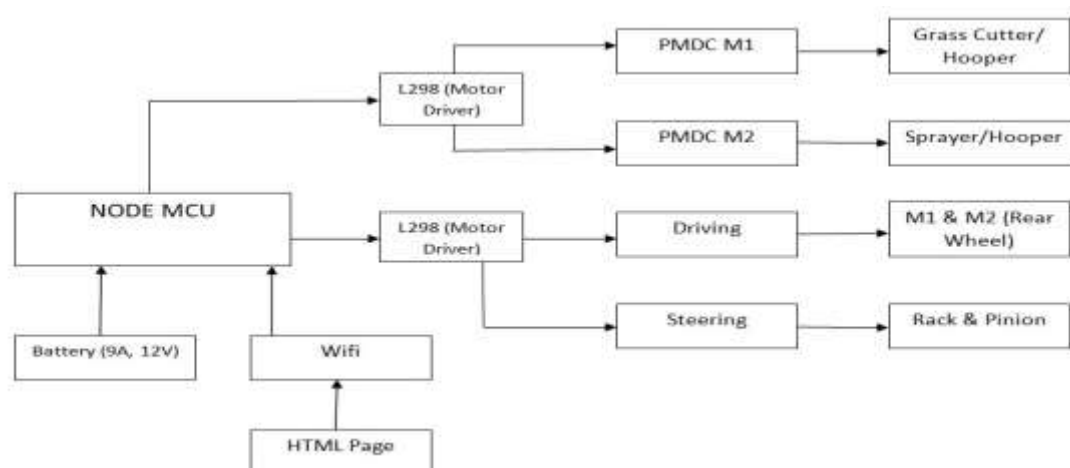 PMDC M1
Grass Cutter/
Hooper
L298 (Motor
Driver)
PMDC M2
Sprayer/Hooper
NODE MCU
L298 (Motor
Driver)
Driving
M1 & M2 (Rear
Wheel)
Steering
Rack & Pinion
Battery (9A, 12V)
Wifi
HTML Page